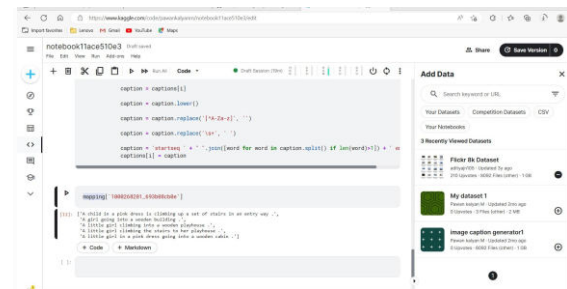 https://www.kaggle.com/code/pawankalyann/notebook11ace510e3/edit
Import favorites Lenovo Gmail YouTube Maps
notebook11ace510e3 Draft saved
File Edit View Run Add-ons Help
Share
Save Version 0
Run All Code
Draft Session
Add Data
caption = captions[i]
caption = caption.lower()
caption = caption.replace('[^A-Za-z]', '')
caption = caption.replace('\s+', ' ')
caption = 'startseq ' + " ".join([word for word in caption.split() if len(word)>1]) + '
captions[i] = caption
Search keyword or URL
Your Datasets Competition Datasets CSV
Your Notebooks
3 Recently Viewed Datasets
Flickr 8k Dataset
My dataset 1
image caption generator1
['A child in a pink dress is climbing up a set of stairs in an entry way .',
'A girl going into a wooden building .',
'A little girl climbing into a wooden playhouse .',
'A little girl climbing the stairs to her playhouse .',
'A little girl in a pink dress going into a wooden cabin .']
+ Code + Markdown